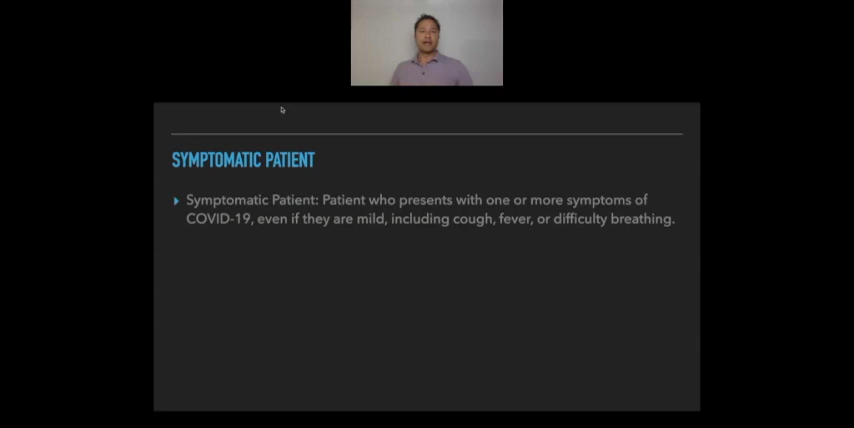 SYMPTOMATIC PATIENT
Symptomatic Patient: Patient who presents with one or more symptoms of
COVID-19, even if they are mild, including cough, fever, or difficulty breathing.